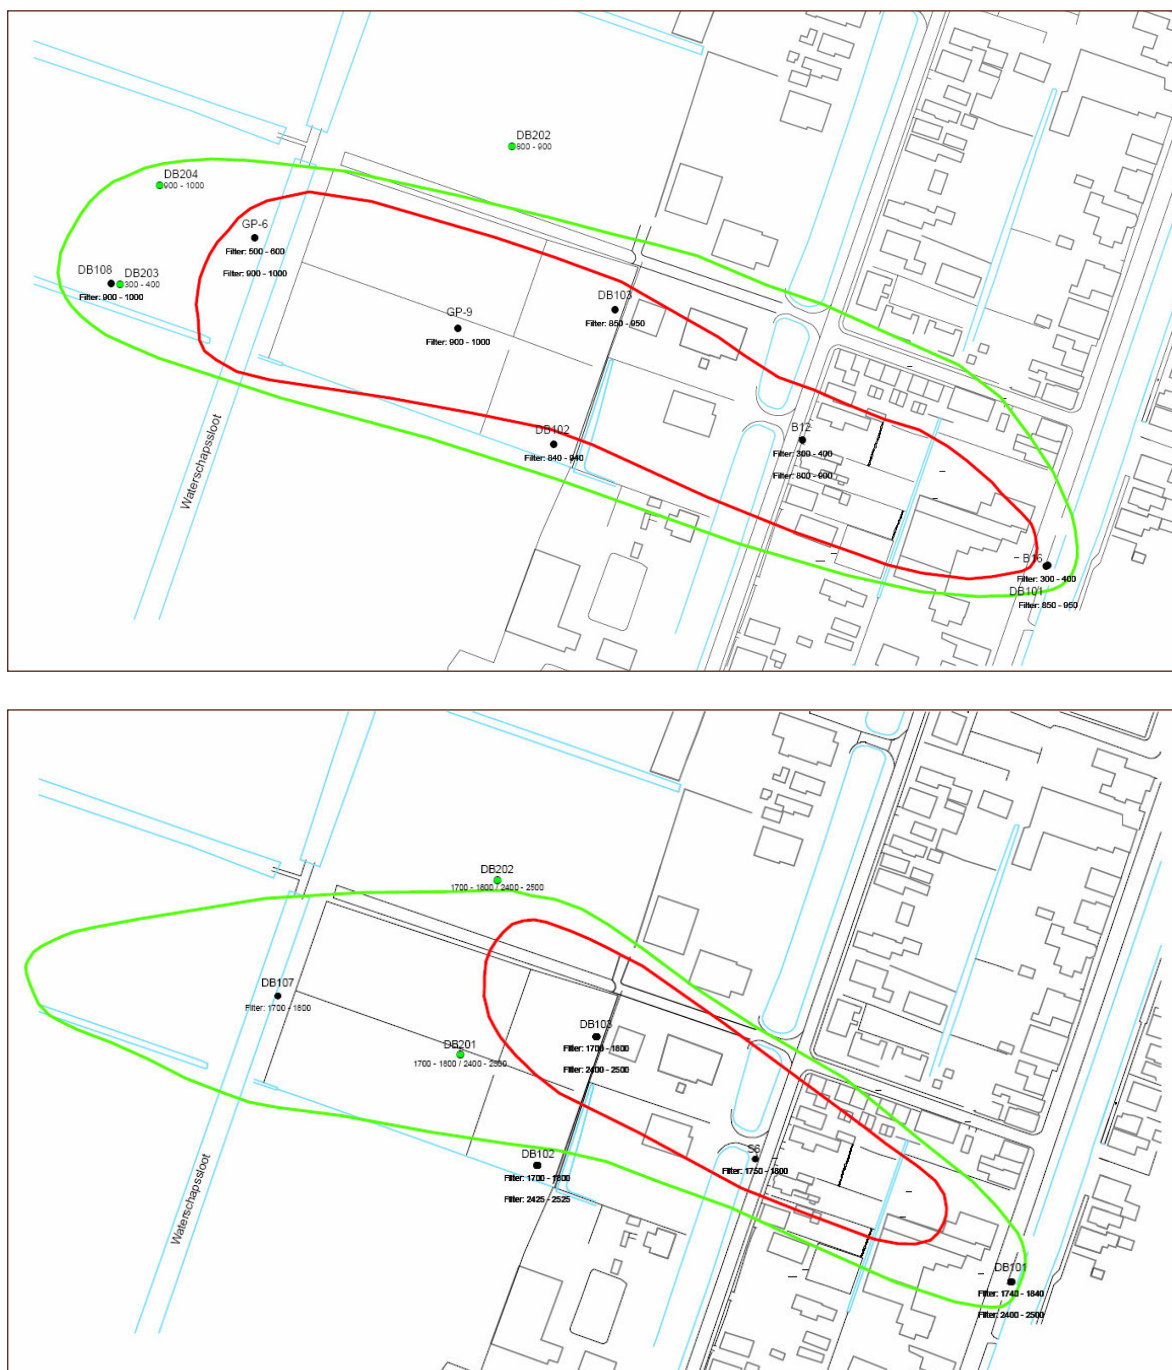 DB202
800 - 900
DB204
900 - 1000
GP-6
Filter: 500 - 600
Filter: 900 - 1000
DB108
DB203
300 - 400
Filter: 900 - 1000
DB103
Filter: 850 - 950
GP-9
Filter: 900 - 1000
B12
Filter: 300 - 400
Filter: 800 - 900
DB102
Filter: 840 - 940
Waterschapssloot
B16
Filter: 300 - 400
DB101
Filter: 850 - 950
DB202
1700 - 1800 / 2400 - 2500
DB107
Filter: 1700 - 1800
DB103
Filter: 1700 - 1800
Filter: 2400 - 2500
DB201
1700 - 1800 / 2400 - 2500
DB102
Filter: 1700 - 1800
Filter: 2425 - 2525
S6
Filter: 1750 - 1800
Waterschapssloot
DB101
Filter: 1740 - 1840
Filter: 2400 - 2500